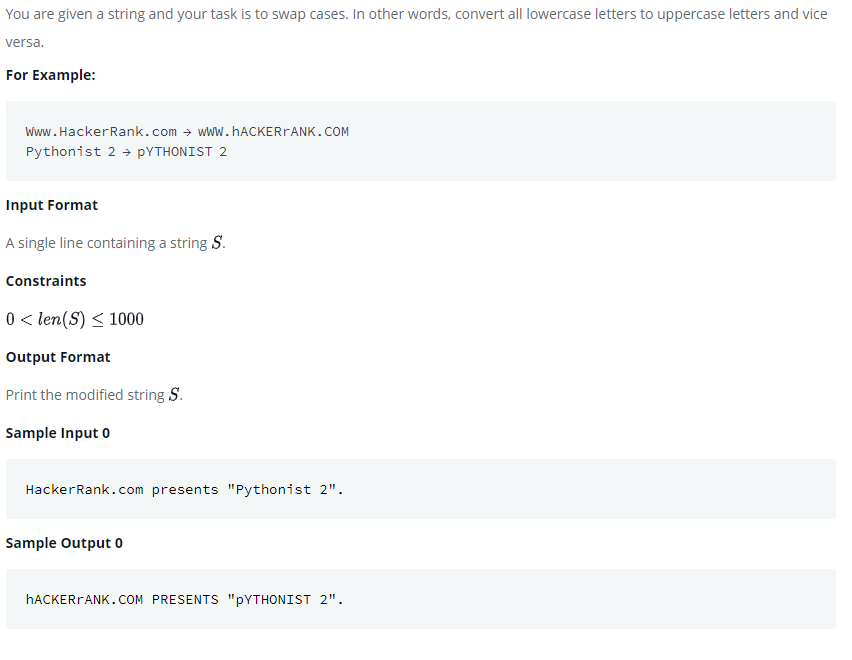 You are given a string and your task is to swap cases. In other words, convert all lowercase letters to uppercase letters and vice
versa.
For Example:
Www.HackerRank.com → wWW.hACKERrANK.COM
Pythonist 2 → pYTHONIST 2
Input Format
A single line containing a string S.
Constraints
0 < len(S) ≤ 1000
Output Format
Print the modified string S.
Sample Input 0
HackerRank.com presents "Pythonist 2".
Sample Output 0
hACKERrANK.COM PRESENTS "pYTHONIST 2".